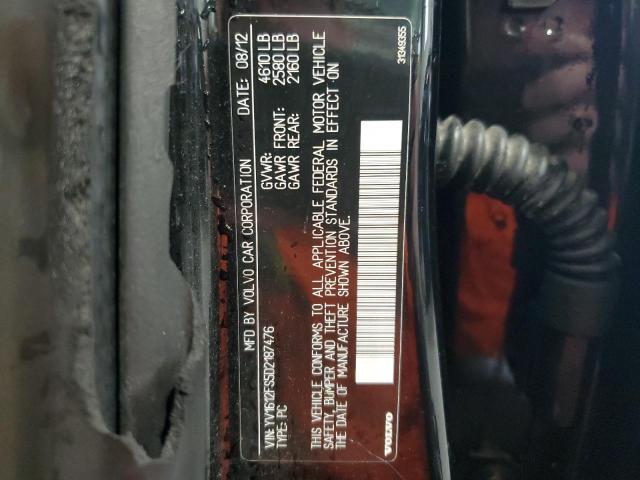 MFD BY VOLVO CAR CORPORATION DATE: 08/12
GVWR: 4610 LB
GAWR FRONT: 2580 LB
GAWR REAR: 2160 LB
VIN: YV1612FS5D2187476
TYPE: PC
THIS VEHICLE CONFORMS TO ALL APPLICABLE FEDERAL MOTOR VEHICLE
SAFETY, BUMPER AND THEFT PREVENTION STANDARDS IN EFFECT ON
THE DATE OF MANUFACTURE SHOWN ABOVE.
VOLVO 31349355